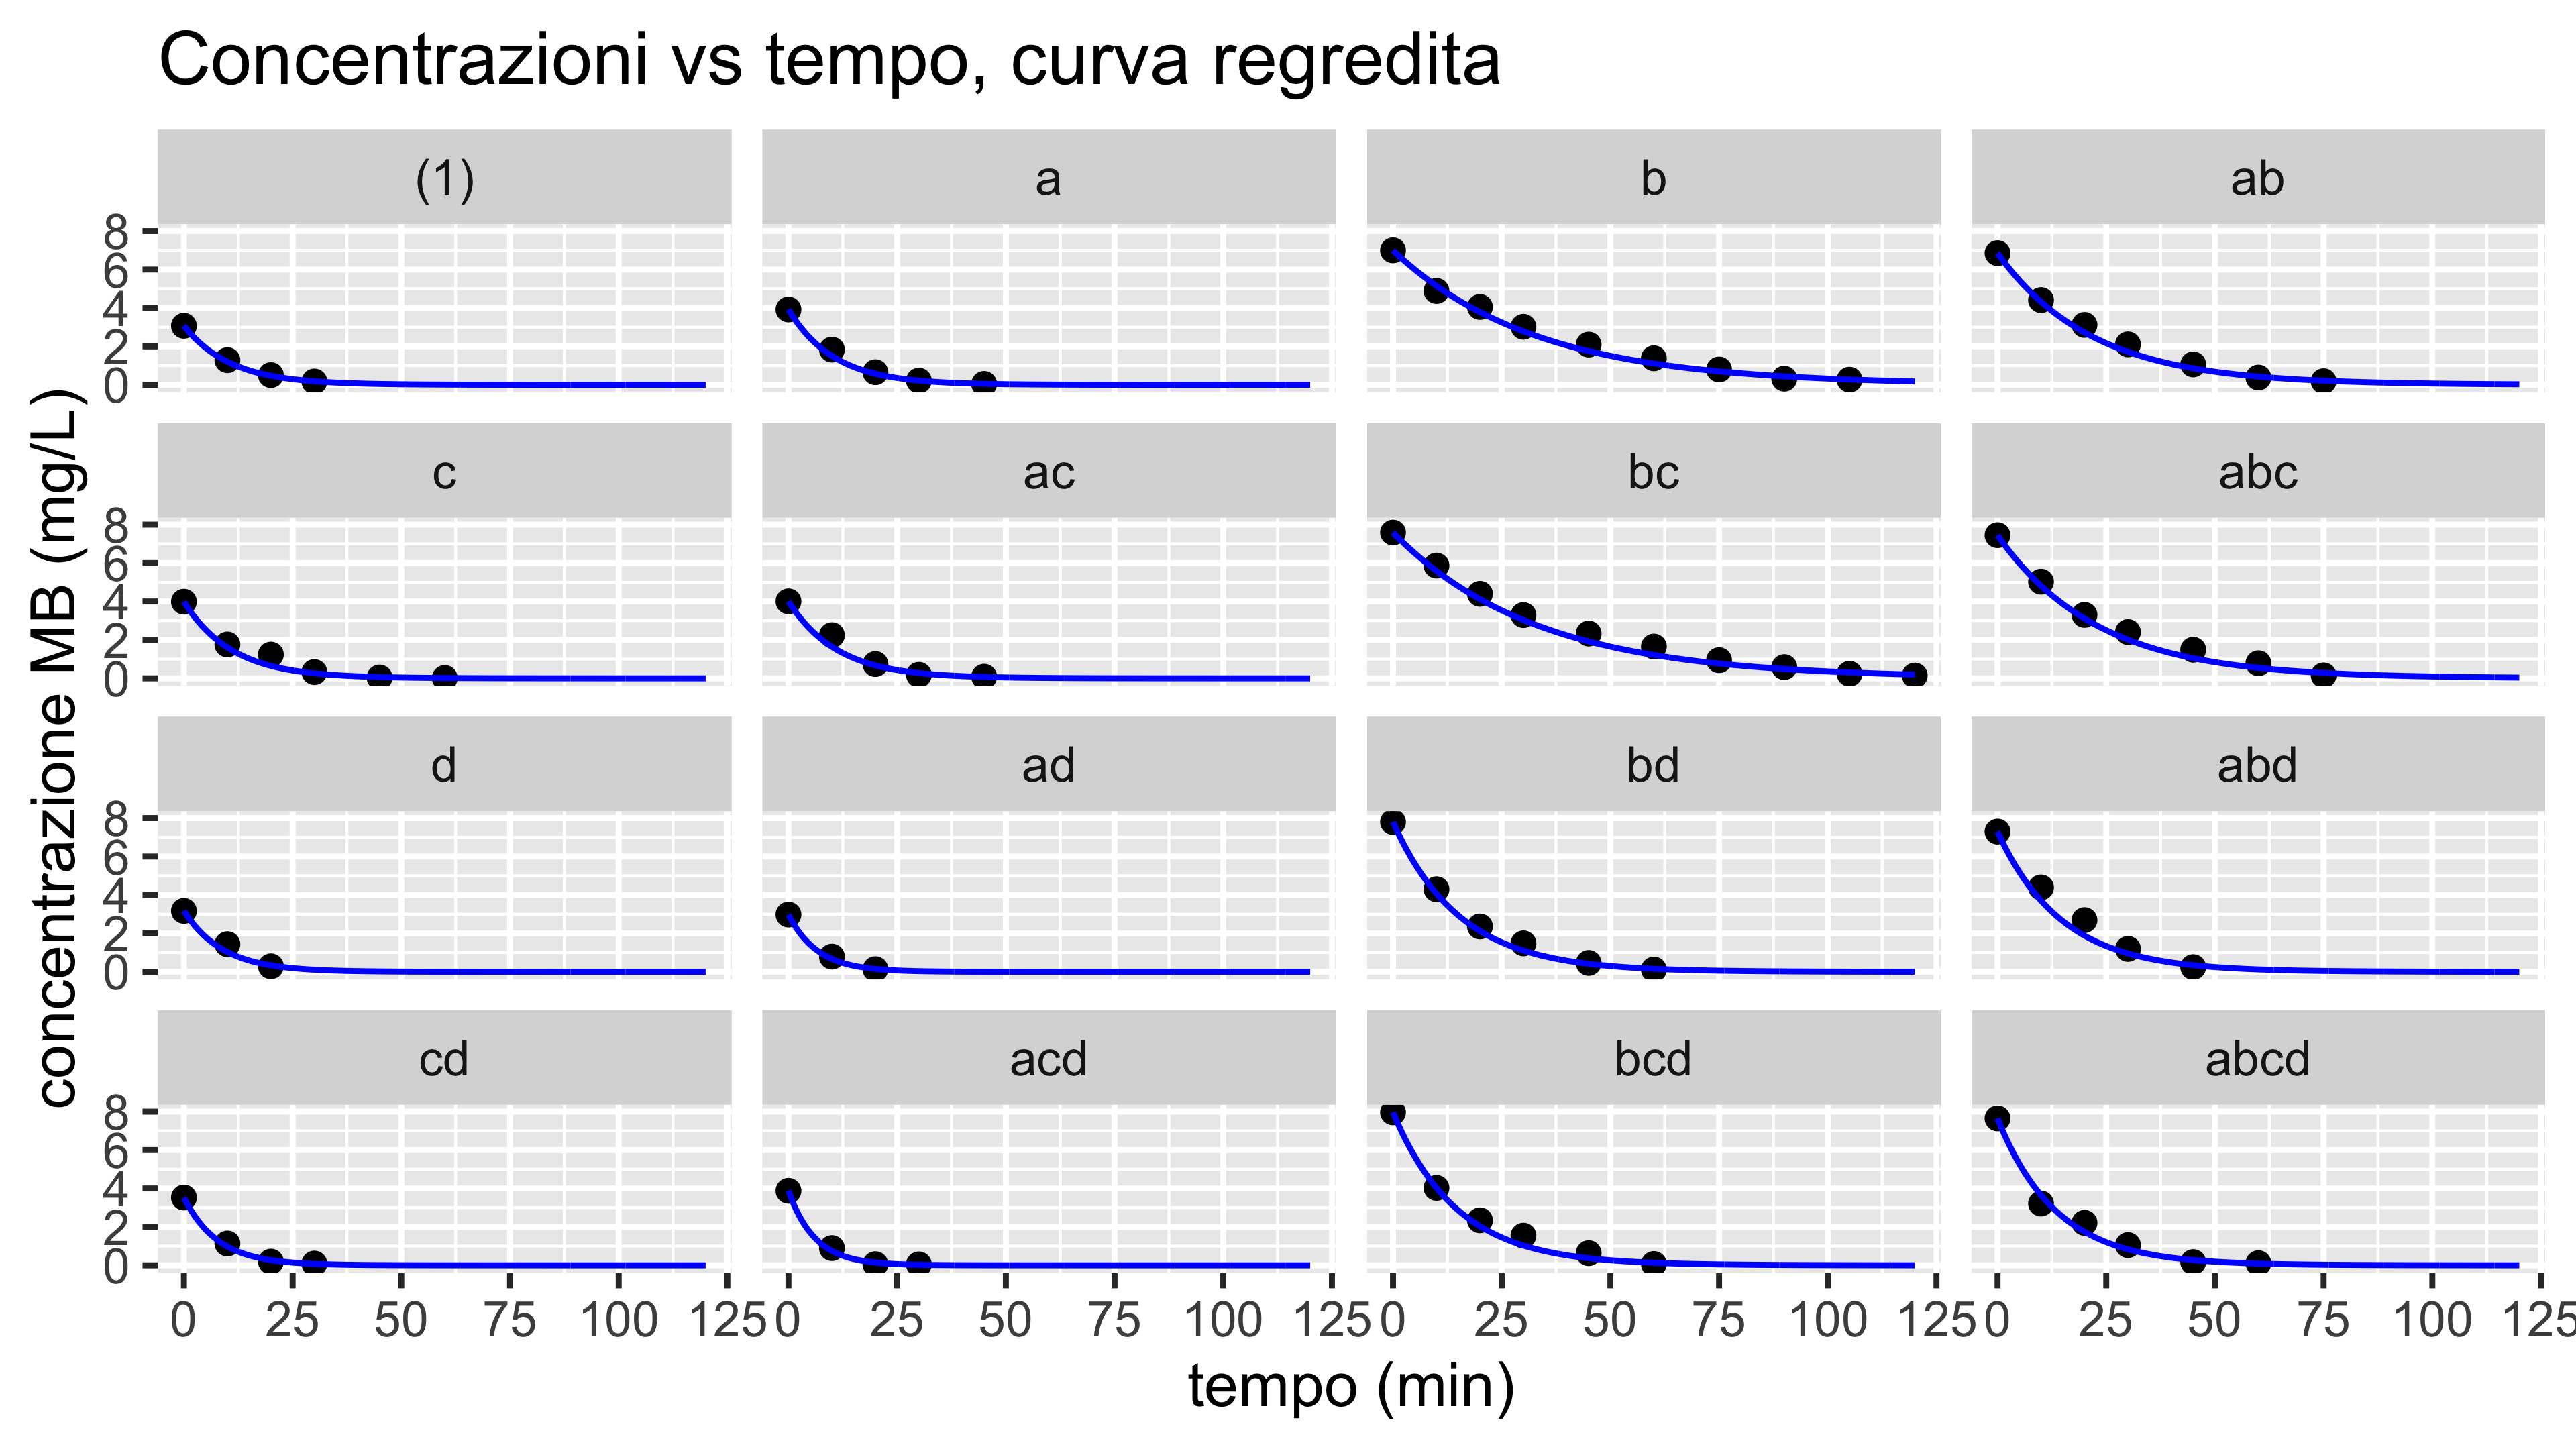 Concentrazioni vs tempo, curva regredita
concentrazione MB (mg/L)
(1) a b ab
8
6
4
2
0
c ac bc abc
8
6
4
2
0
d ad bd abd
8
6
4
2
0
cd acd bcd abcd
8
6
4
2
0
0 25 50 75 100 125 0 25 50 75 100 125 0 25 50 75 100 125 0 25 50 75 100 125
tempo (min)